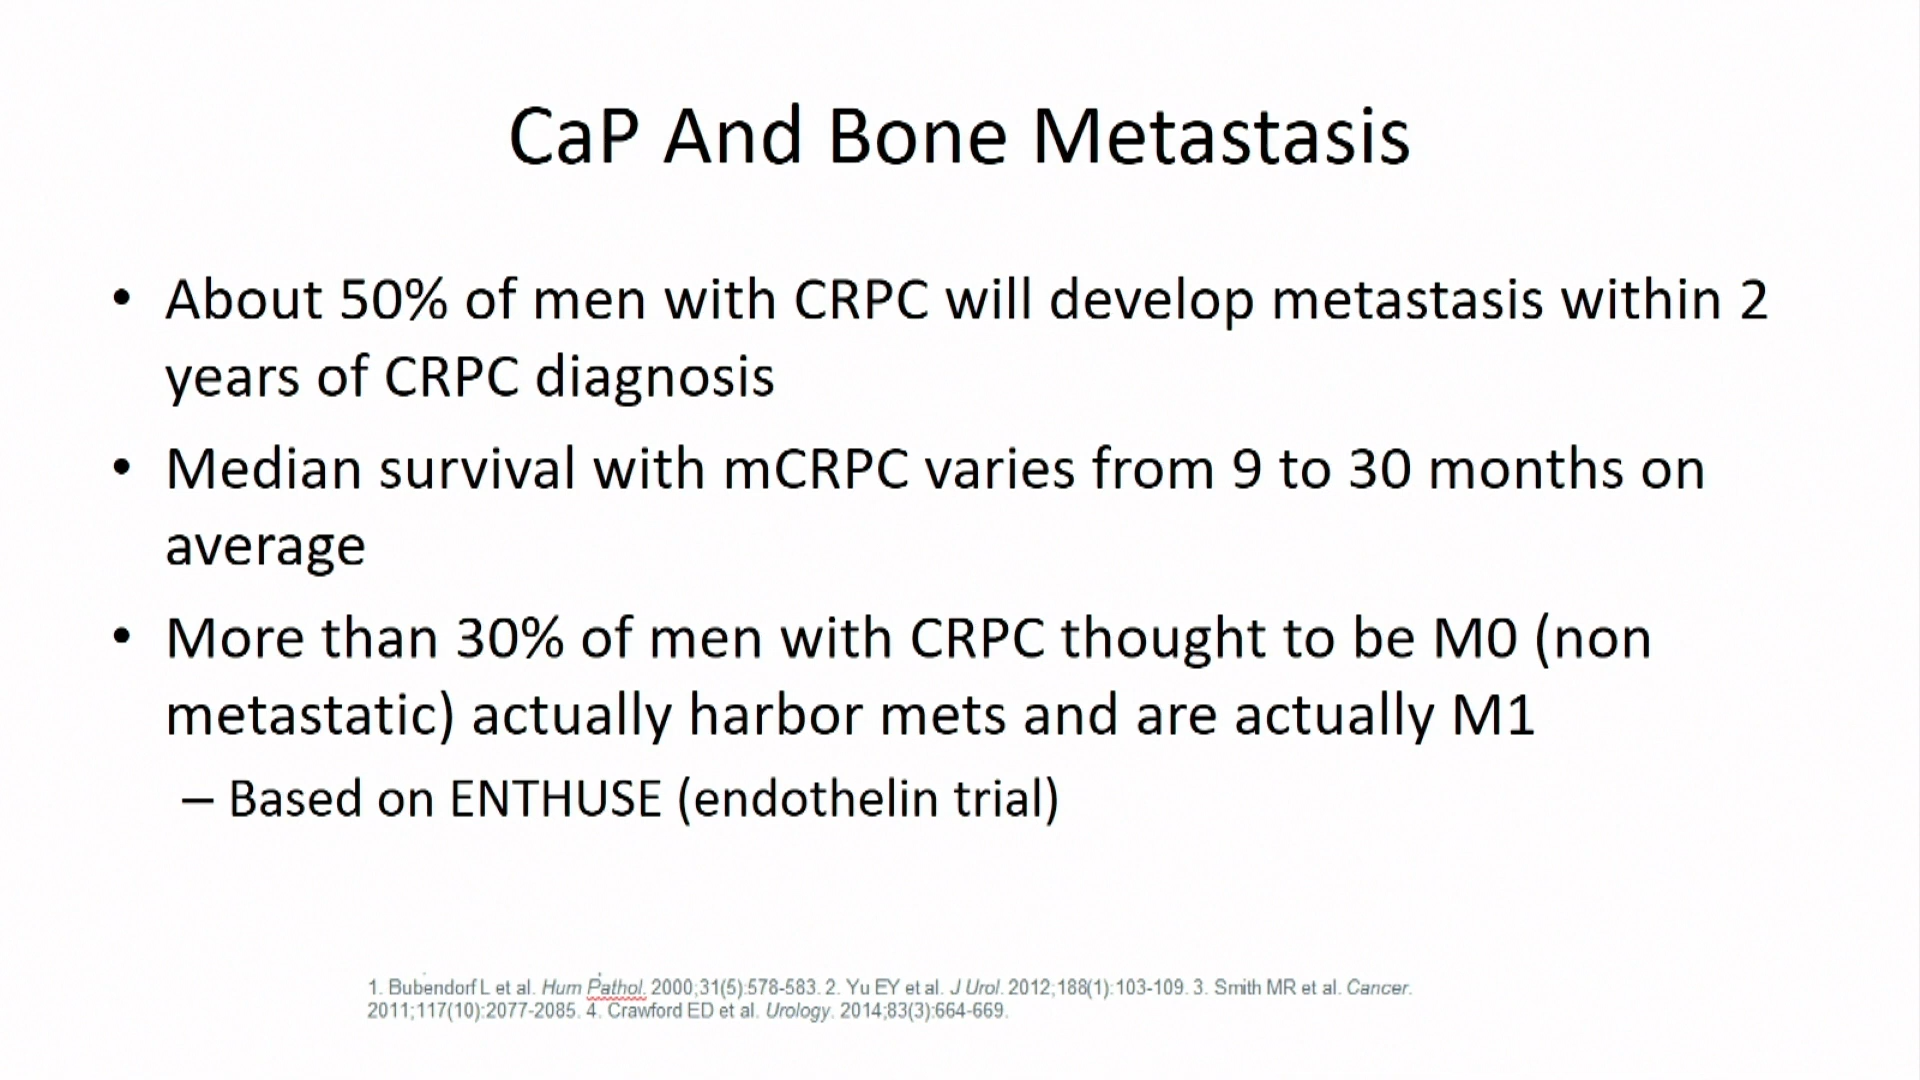 CaP And Bone Metastasis
• About 50% of men with CRPC will develop metastasis within 2
years of CRPC diagnosis
• Median survival with mCRPC varies from 9 to 30 months on
average
• More than 30% of men with CRPC thought to be M0 (non
metastatic) actually harbor mets and are actually M1
– Based on ENTHUSE (endothelin trial)
1. Bubendorf L et al. Hum Pathol. 2000;31(5):578-583. 2. Yu EY et al. J Urol. 2012;188(1):103-109. 3. Smith MR et al. Cancer.
2011;117(10):2077-2085. 4. Crawford ED et al. Urology. 2014;83(3):664-669.